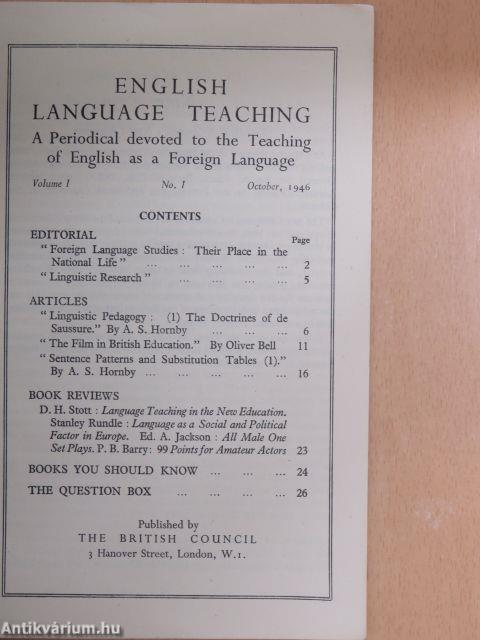 ENGLISH
LANGUAGE TEACHING
A Periodical devoted to the Teaching
of English as a Foreign Language
Volume I No. 1 October, 1946
CONTENTS
EDITORIAL Page
" Foreign Language Studies : Their Place in the
National Life " ... ... ... ... ... 2
" Linguistic Research " ... ... ... ... 5
ARTICLES
" Linguistic Pedagogy : (1) The Doctrines of de
Saussure." By A. S. Hornby ... ... ... 6
" The Film in British Education." By Oliver Bell 11
" Sentence Patterns and Substitution Tables (1)."
By A. S. Hornby ... ... ... ... ... 16
BOOK REVIEWS
D. H. Stott : Language Teaching in the New Education.
Stanley Rundle : Language as a Social and Political
Factor in Europe. Ed. A. Jackson : All Male One
Set Plays. P. B. Barry : 99 Points for Amateur Actors 23
BOOKS YOU SHOULD KNOW ... ... ... 24
THE QUESTION BOX ... ... ... ... 26
Published by
THE BRITISH COUNCIL
3 Hanover Street, London, W.1.
Antikvárium.hu